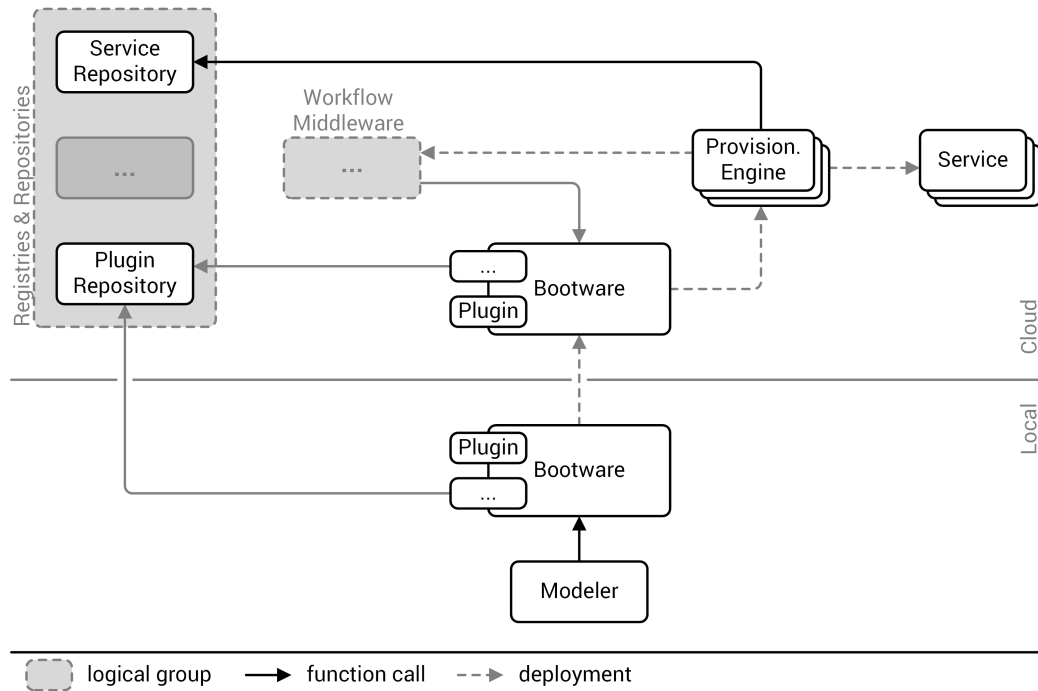 Service
Repository
Registries & Repositories
...
Plugin
Repository
Workflow
Middleware
...
Provision.
Engine
Service
...
Bootware
Plugin
Cloud
Local
Plugin
Bootware
...
Modeler
logical group
function call
deployment